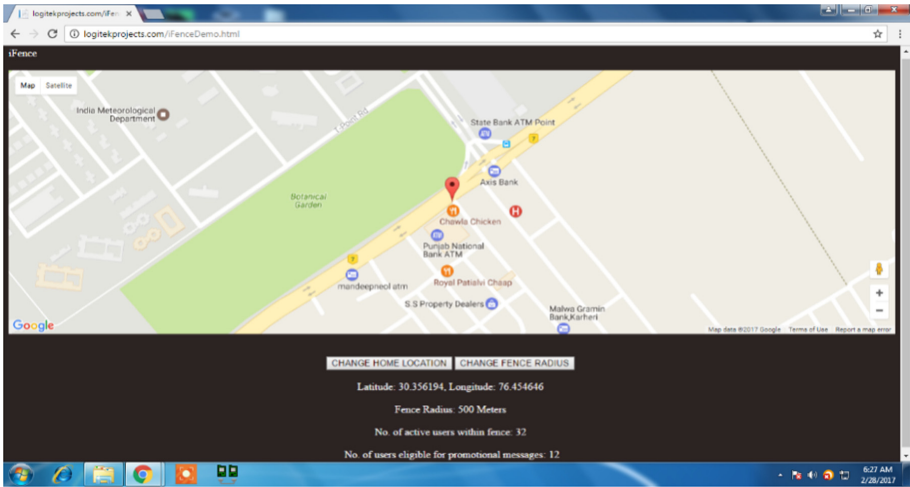 logitekprojects.com/iFen
logitekprojects.com/iFenceDemo.html
iFence
Map Satellite
India Meteorological
Department
State Bank ATM Point
Axis Bank
Botanical
Garden
Chawla Chicken
Punjab National
Bank ATM
mandeepneol atm
Royal Patialvi Chaap
S.S Property Dealers
Malwa Gramin
Bank,Karheri
Google
Map data ©2017 Google Terms of Use Report a map error
CHANGE HOME LOCATION CHANGE FENCE RADIUS
Latitude: 30.356194, Longitude: 76.454646
Fence Radius: 500 Meters
No. of active users within fence: 32
No. of users eligible for promotional messages: 12
6:27 AM
2/28/2017